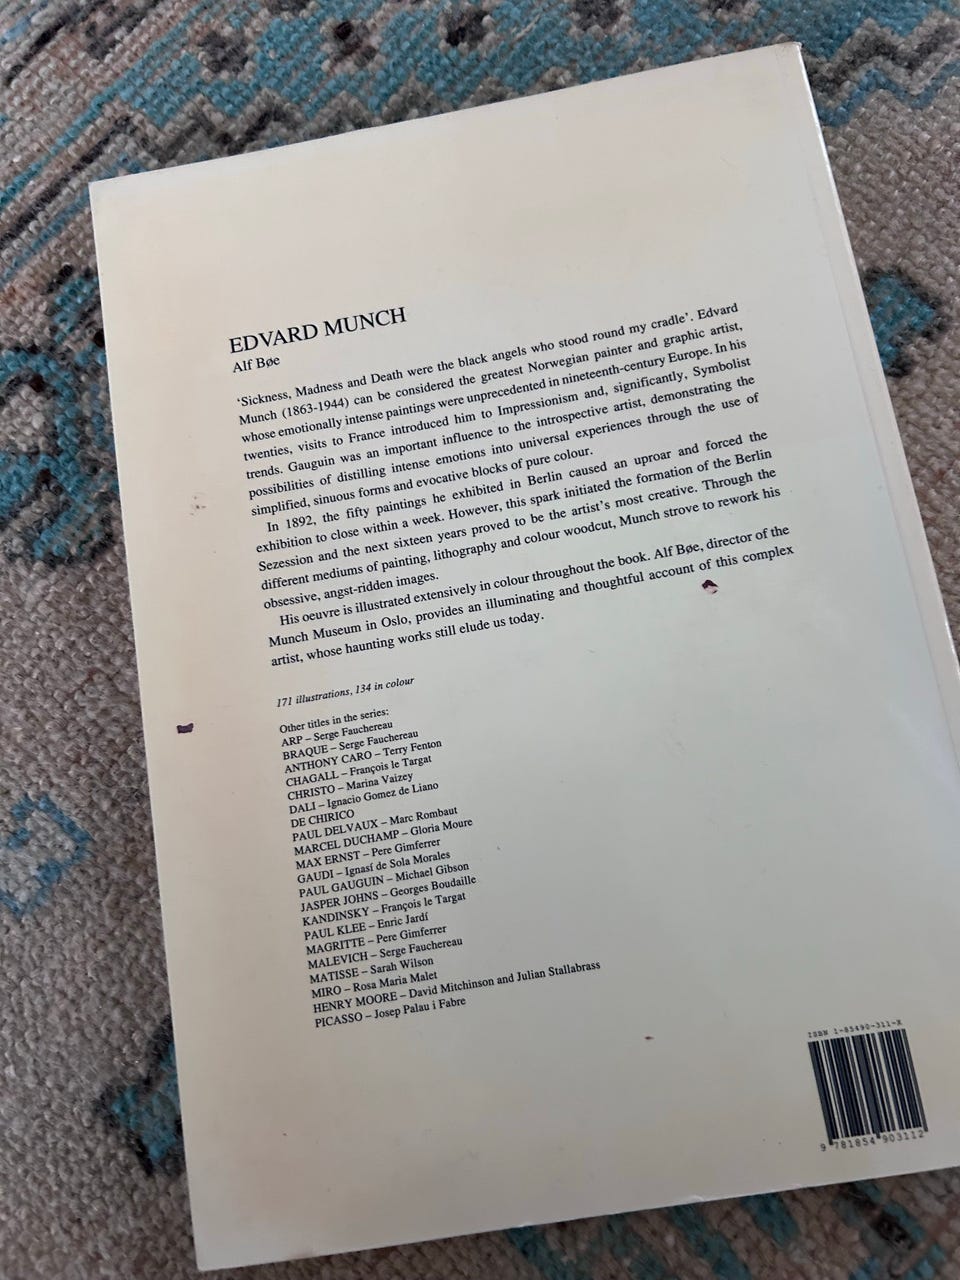 EDVARD MUNCH
Alf Bøe
‘Sickness, Madness and Death were the black angels who stood round my cradle’. Edvard
Munch (1863-1944) can be considered the greatest Norwegian painter and graphic artist,
whose emotionally intense paintings were unprecedented in nineteenth-century Europe. In his
twenties, visits to France introduced him to Impressionism and, significantly, Symbolist
trends. Gauguin was an important influence to the introspective artist, demonstrating the
possibilities of distilling intense emotions into universal experiences through the use of
simplified, sinuous forms and evocative blocks of pure colour.
In 1892, the fifty paintings he exhibited in Berlin caused an uproar and forced the
exhibition to close within a week. However, this spark initiated the formation of the Berlin
Sezession and the next sixteen years proved to be the artist's most creative. Through the
different mediums of painting, lithography and colour woodcut, Munch strove to rework his
obsessive, angst-ridden images.
His oeuvre is illustrated extensively in colour throughout the book. Alf Bøe, director of the
Munch Museum in Oslo, provides an illuminating and thoughtful account of this complex
artist, whose haunting works still elude us today.
171 illustrations, 134 in colour
Other titles in the series:
ARP – Serge Fauchereau
BRAQUE – Serge Fauchereau
ANTHONY CARO – Terry Fenton
CHAGALL – François le Targat
CHRISTO – Marina Vaizey
DALI – Ignacio Gomez de Liano
DE CHIRICO
PAUL DELVAUX – Marc Rombaut
MARCEL DUCHAMP – Gloria Moure
MAX ERNST – Pere Gimferrer
GAUDI – Ignasí de Sola Morales
PAUL GAUGUIN – Michael Gibson
JASPER JOHNS – Georges Boudaille
KANDINSKY – François le Targat
PAUL KLEE – Enric Jardí
MAGRITTE – Pere Gimferrer
MALEVICH – Serge Fauchereau
MATISSE – Sarah Wilson
MIRO – Rosa Maria Malet
HENRY MOORE – David Mitchinson and Julian Stallabrass
PICASSO – Josep Palau i Fabre
ISBN 1-85490-311-X
9 781854 903112